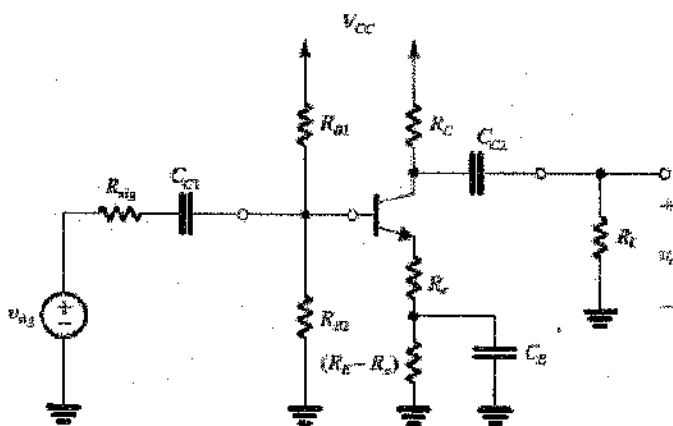 V_CC
R_B1
R_C
C_C2
C_C1
R_sig
R_L
+
R_e
v_sig
+
−
R_B2
−
(R_E − R_e)
C_E